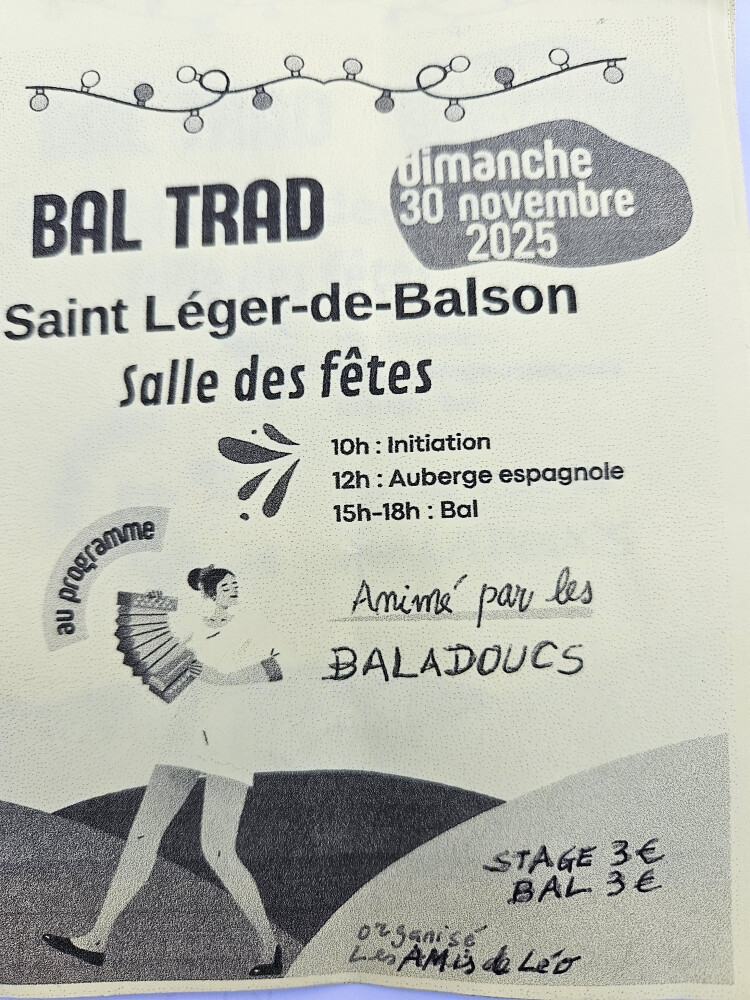 dimanche
30 novembre
2025
BAL TRAD
Saint Léger-de-Balson
Salle des fêtes
10h : Initiation
12h : Auberge espagnole
15h-18h : Bal
au programme
Animé par les
BALADOUCS
STAGE 3€
BAL 3€
organisé
Les AMis de Léo